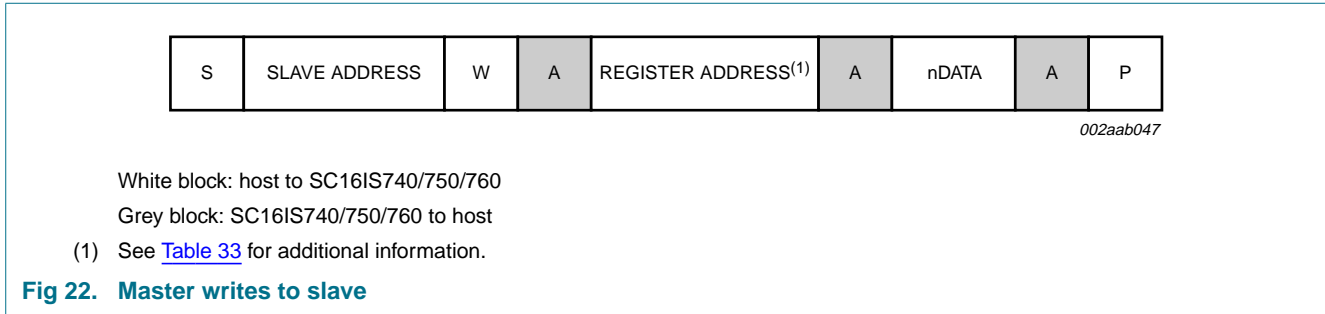 S SLAVE ADDRESS W A REGISTER ADDRESS(1) A nDATA A P
002aab047
White block: host to SC16IS740/750/760
Grey block: SC16IS740/750/760 to host
(1) See Table 33 for additional information.
Fig 22. Master writes to slave